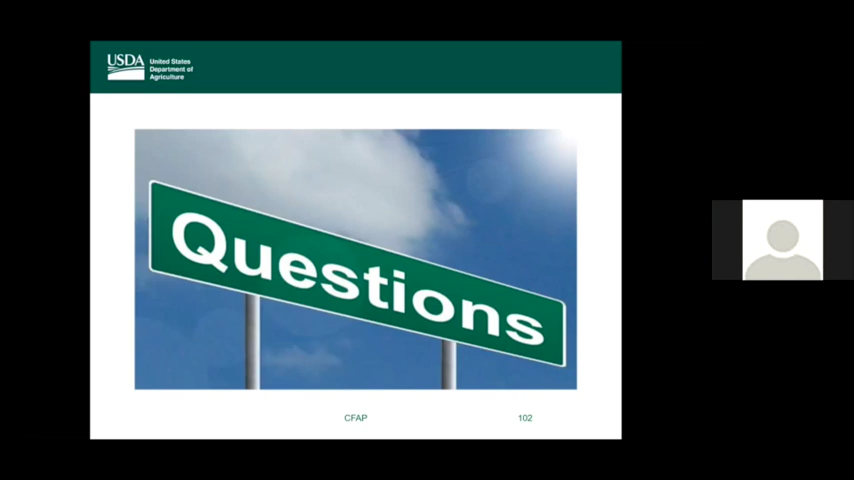 USDA
United States
Department of
Agriculture
Questions
CFAP
102